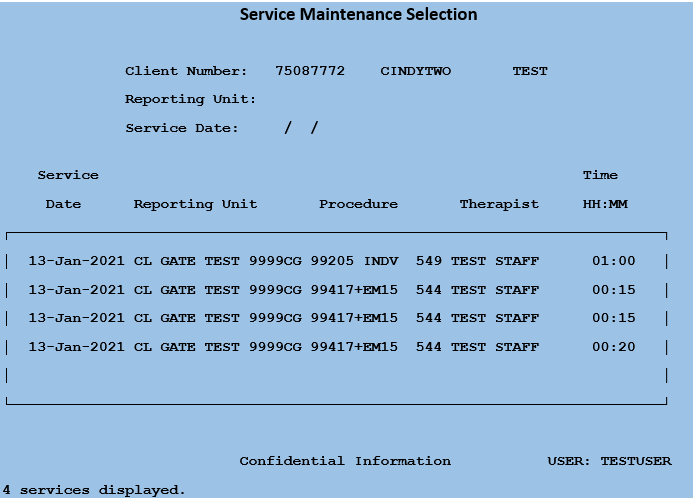 Service Maintenance Selection
Client Number: 75087772 CINDYTWO TEST
Reporting Unit:
Service Date: / /
Service Time
Date Reporting Unit Procedure Therapist HH:MM
13-Jan-2021 CL GATE TEST 9999CG 99205 INDV 549 TEST STAFF 01:00
13-Jan-2021 CL GATE TEST 9999CG 99417+EM15 544 TEST STAFF 00:15
13-Jan-2021 CL GATE TEST 9999CG 99417+EM15 544 TEST STAFF 00:15
13-Jan-2021 CL GATE TEST 9999CG 99417+EM15 544 TEST STAFF 00:20
Confidential Information USER: TESTUSER
4 services displayed.